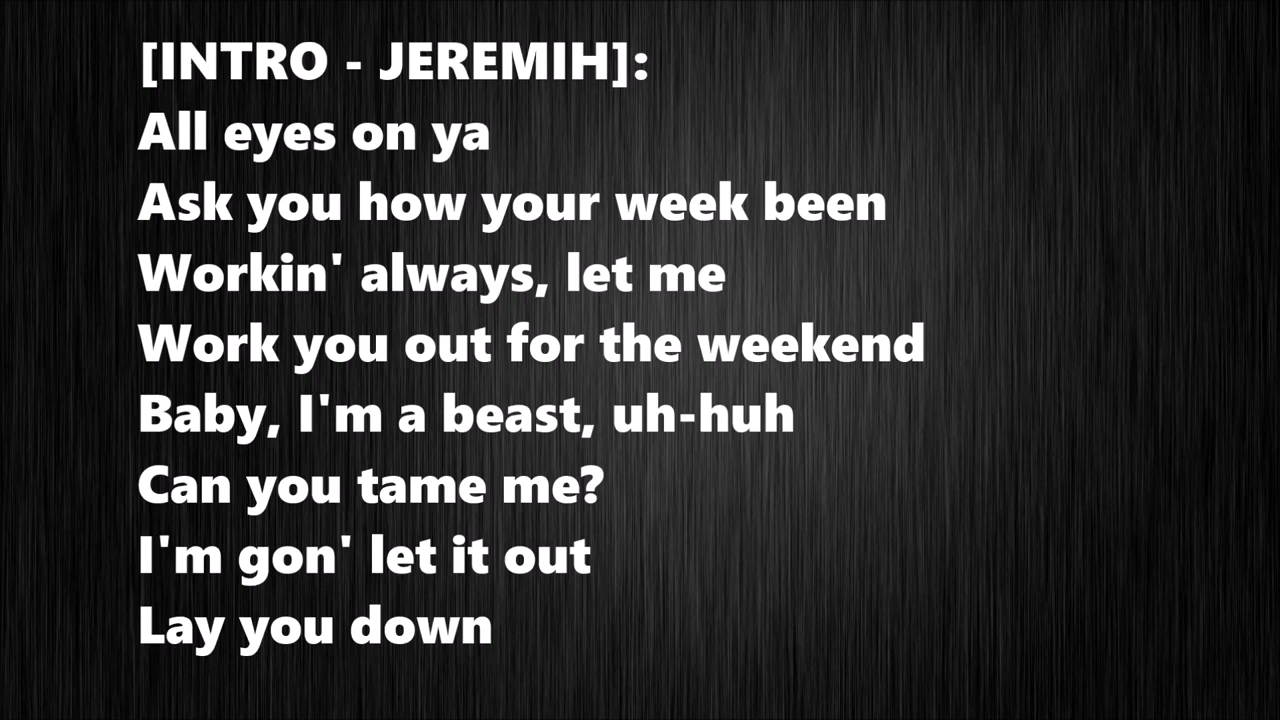 [INTRO - JEREMIH]:
All eyes on ya
Ask you how your week been
Workin' always, let me
Work you out for the weekend
Baby, I'm a beast, uh-huh
Can you tame me?
I'm gon' let it out
Lay you down